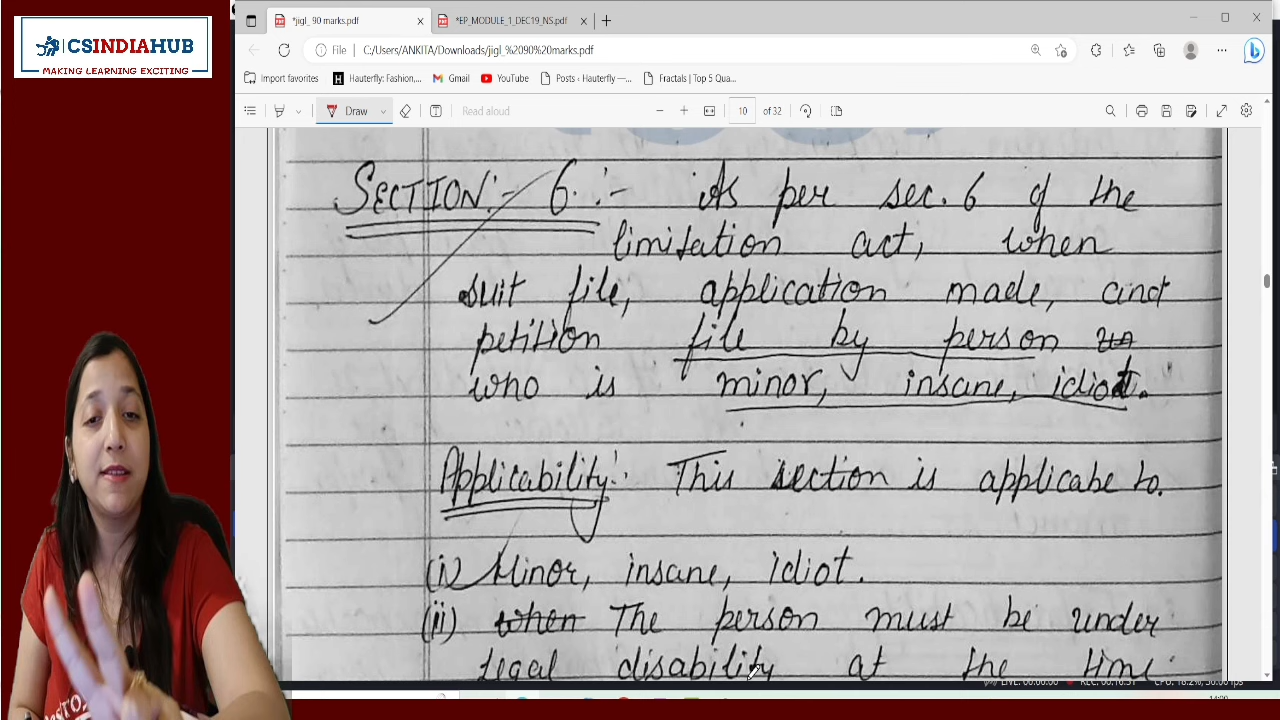 CSINDIAHUB
MAKING LEARNING EXCITING
*jigl_ 90 marks.pdf
*EP_MODULE_1_DEC19_NS.pdf
File
C:/Users/ANKITA/Downloads/jigl_%2090%20marks.pdf
Import favorites
Hauterfly: Fashion,...
Gmail
YouTube
Posts ‹ Hauterfly —...
Fractals | Top 5 Qua...
Draw
Read aloud
10 of 32
SECTION:- 6 :- As per sec. 6 of the
limitation act, when
suit file, application made, and
petition file by person
who is minor, insane, idiot.
Applicability: This section is applicabe to.
(i) Minor, insane, idiot.
(ii) when The person must be under
legal disability at the time